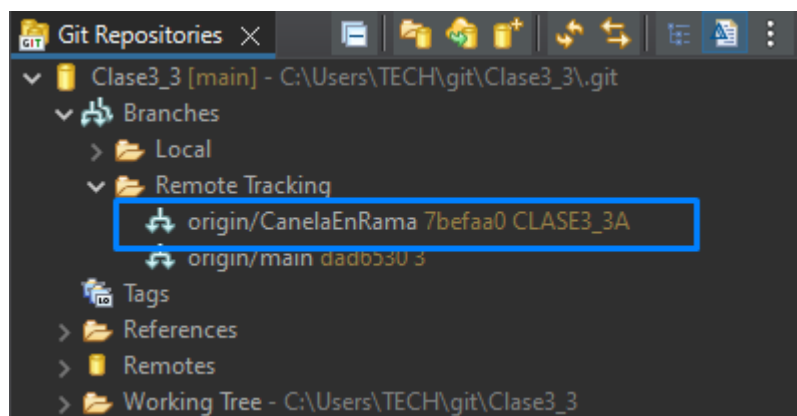 Git Repositories
Clase3_3 [main] - C:\Users\TECH\git\Clase3_3\.git
Branches
Local
Remote Tracking
origin/CanelaEnRama 7befaa0 CLASE3_3A
origin/main dad6530 3
Tags
References
Remotes
Working Tree - C:\Users\TECH\git\Clase3_3